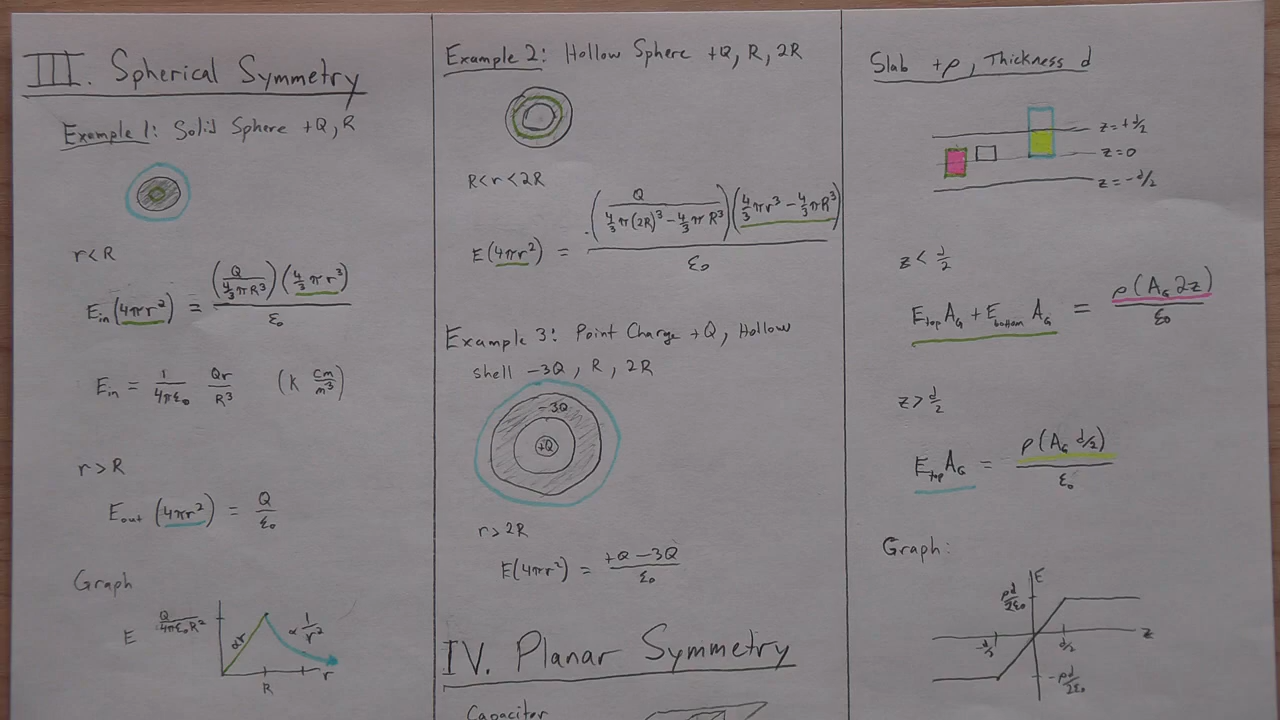 III. Spherical Symmetry
Example 1: Solid Sphere +Q, R
r < R
E_in (4πr²) = (Q / (4/3 πR³)) (4/3 πr³) / ε₀
E_in = 1/(4πε₀) Qr/R³ (k Cm/m³)
r > R
E_out (4πr²) = Q/ε₀
Graph
E
Q/(4πε₀R²)
∝r
∝ 1/r²
R
r
Example 2: Hollow Sphere +Q, R, 2R
R < r < 2R
E(4πr²) = (Q / (4/3 π(2R)³ − 4/3 πR³)) (4/3 πr³ − 4/3 πR³) / ε₀
Example 3: Point Charge +Q, Hollow
shell −3Q, R, 2R
−3Q
+Q
r > 2R
E(4πr²) = (+Q − 3Q)/ε₀
IV. Planar Symmetry
Capacitor
Slab +ρ, Thickness d
z = +d/2
z = 0
z = −d/2
z < d/2
E_top A_G + E_bottom A_G = ρ(A_G 2z)/ε₀
z > d/2
E_top A_G = ρ(A_G d/2)/ε₀
Graph:
E
ρd/2ε₀
−d/2
d/2
z
−ρd/2ε₀